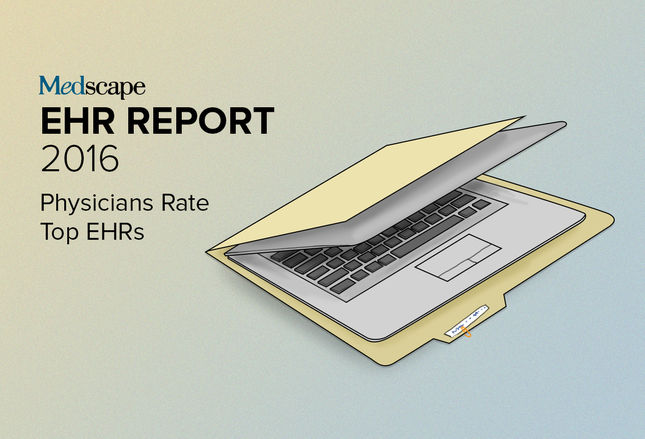 Medscape
EHR REPORT
2016
Physicians Rate
Top EHRs